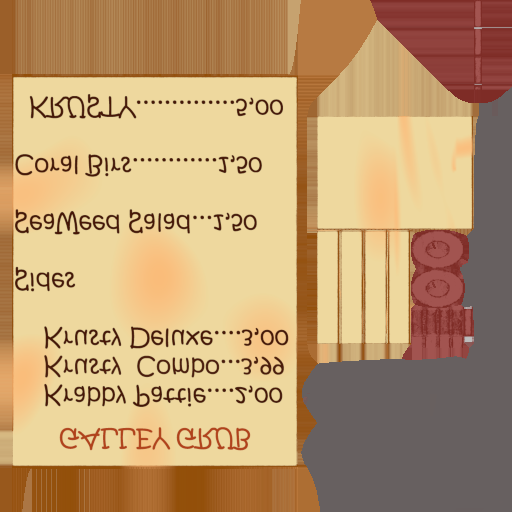 GALLEY GRUB
Krabby Pattie....2,00
Krusty Combo...3,99
Krusty Deluxe....3,00
Sides
SeaWeed Salad...1,50
Coral Birs............1,50
KRUSTY..............5,00